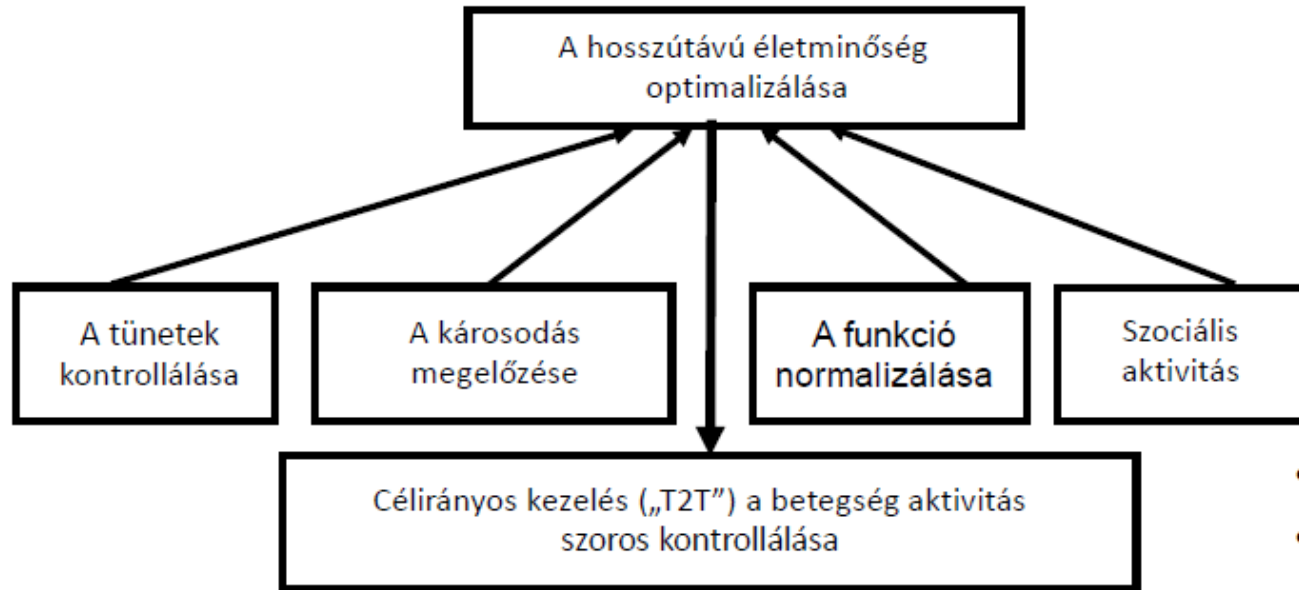 A hosszútávú életminőség
optimalizálása
A tünetek
kontrollálása
A károsodás
megelőzése
A funkció
normalizálása
Szociális
aktivitás
Célirányos kezelés („T2T”) a betegség aktivitás
szoros kontrollálása